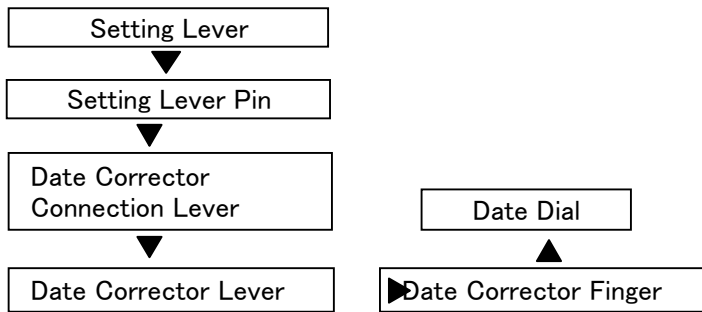 Setting Lever
Setting Lever Pin
Date Corrector
Connection Lever
Date Dial
Date Corrector Lever
Date Corrector Finger